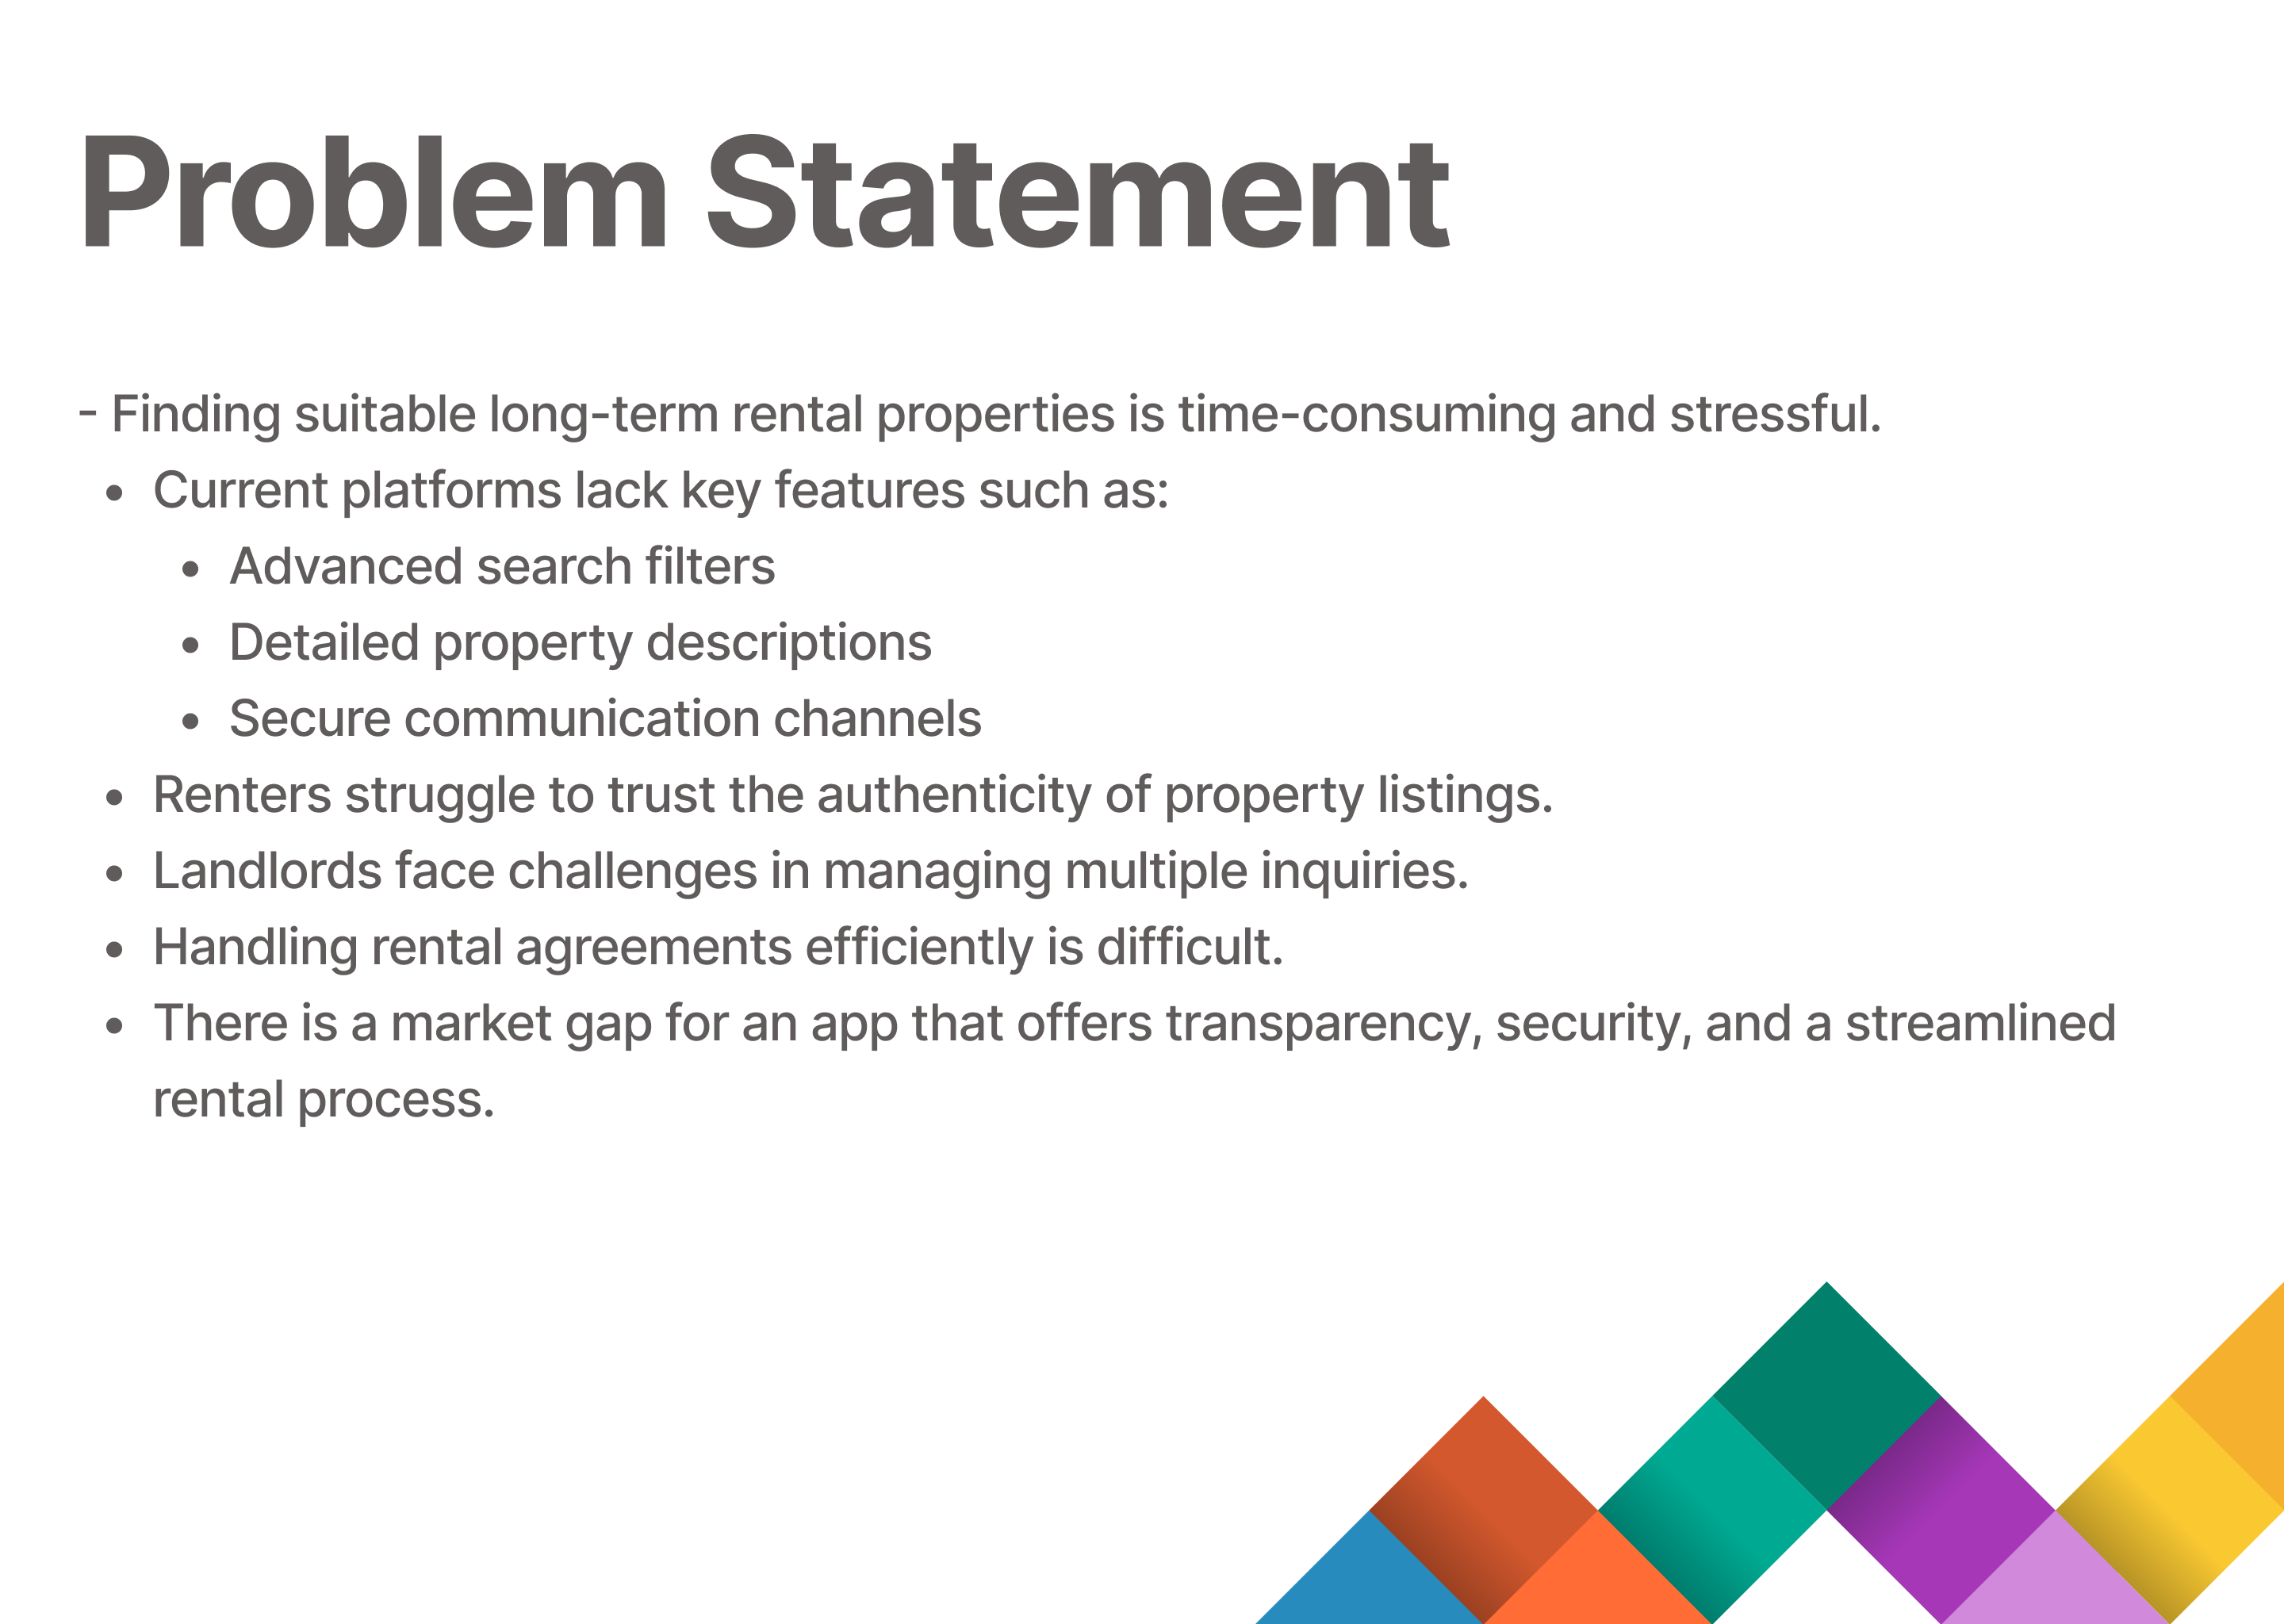 Problem Statement
- Finding suitable long-term rental properties is time-consuming and stressful.
• Current platforms lack key features such as:
• Advanced search filters
• Detailed property descriptions
• Secure communication channels
• Renters struggle to trust the authenticity of property listings.
• Landlords face challenges in managing multiple inquiries.
• Handling rental agreements efficiently is difficult.
• There is a market gap for an app that offers transparency, security, and a streamlined
rental process.